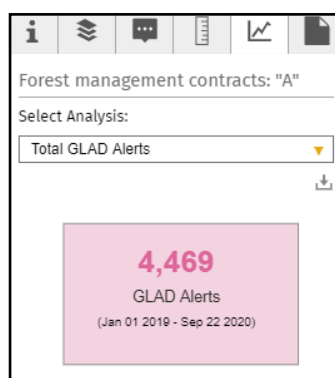 Forest management contracts: "A"
Select Analysis:
Total GLAD Alerts
4,469
GLAD Alerts
(Jan 01 2019 - Sep 22 2020)